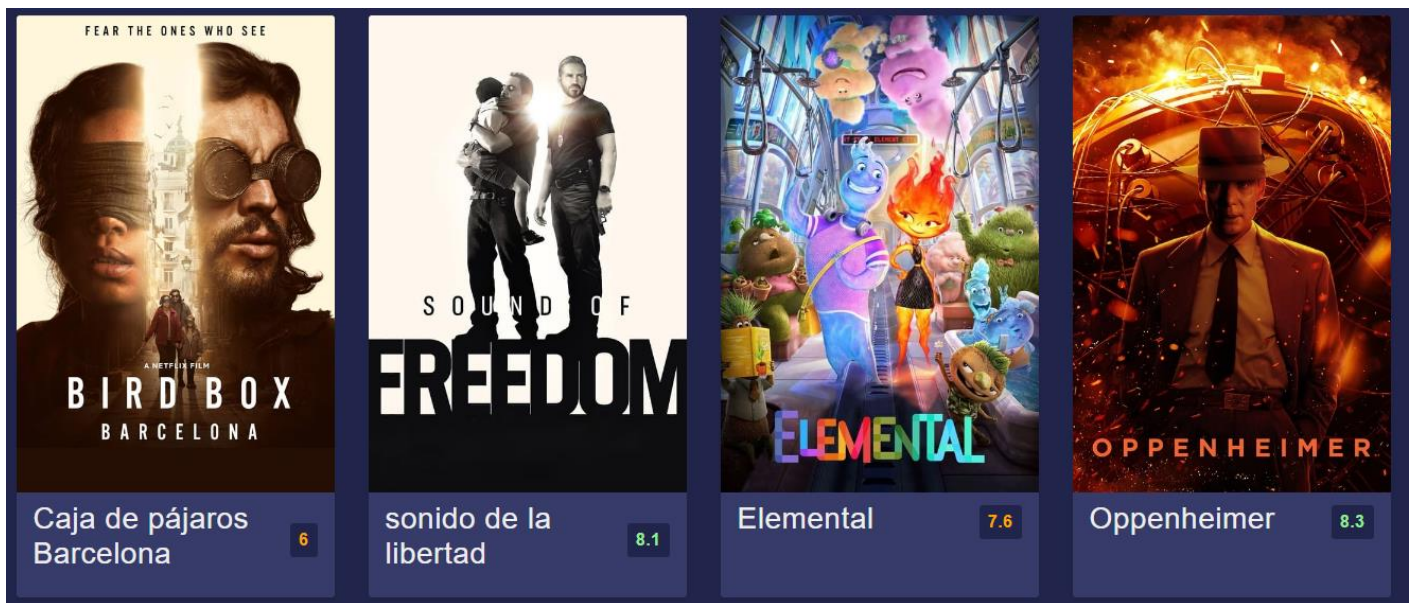 FEAR THE ONES WHO SEE
A NETFLIX FILM
BIRD BOX
BARCELONA
Caja de pájaros
Barcelona
6
SOUND OF
FREEDOM
sonido de la
libertad
8.1
ELEMENTAL
Elemental
7.6
OPPENHEIMER
Oppenheimer
8.3